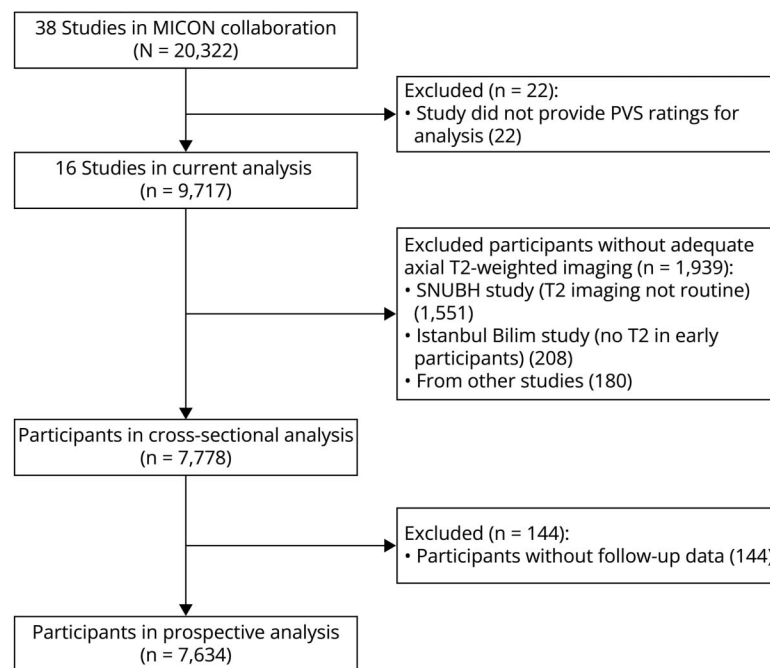 38 Studies in MICON collaboration
(N = 20,322)
Excluded (n = 22):
• Study did not provide PVS ratings for
analysis (22)
16 Studies in current analysis
(n = 9,717)
Excluded participants without adequate
axial T2-weighted imaging (n = 1,939):
• SNUBH study (T2 imaging not routine)
(1,551)
• Istanbul Bilim study (no T2 in early
participants) (208)
• From other studies (180)
Participants in cross-sectional analysis
(n = 7,778)
Excluded (n = 144):
• Participants without follow-up data (144)
Participants in prospective analysis
(n = 7,634)